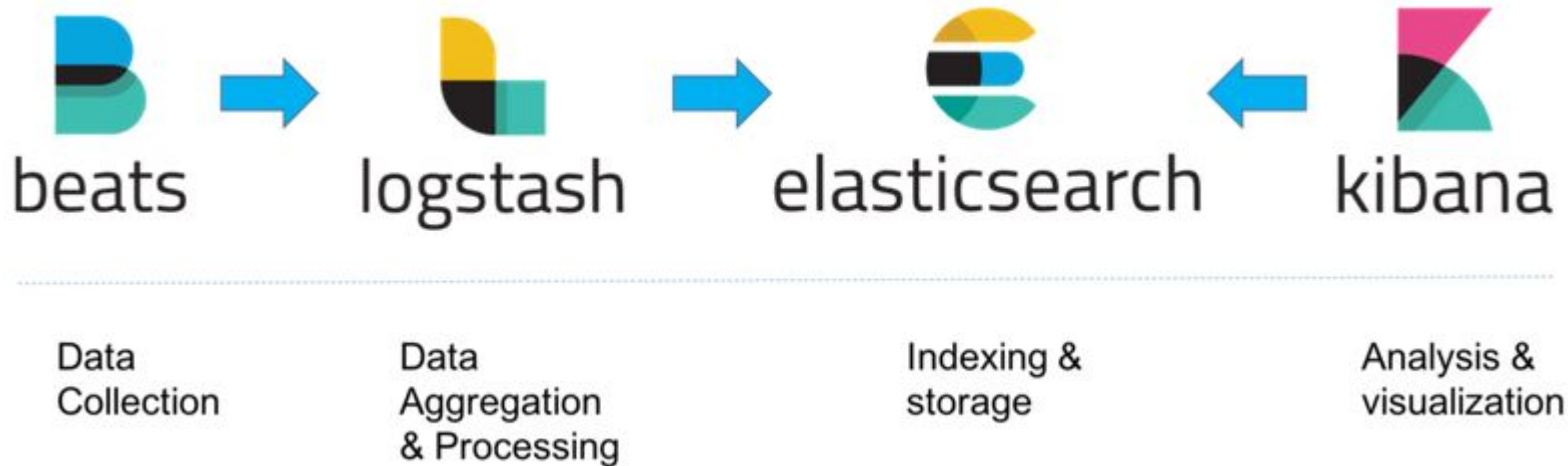 beats
logstash
elasticsearch
kibana
Data
Collection
Data
Aggregation
& Processing
Indexing &
storage
Analysis &
visualization